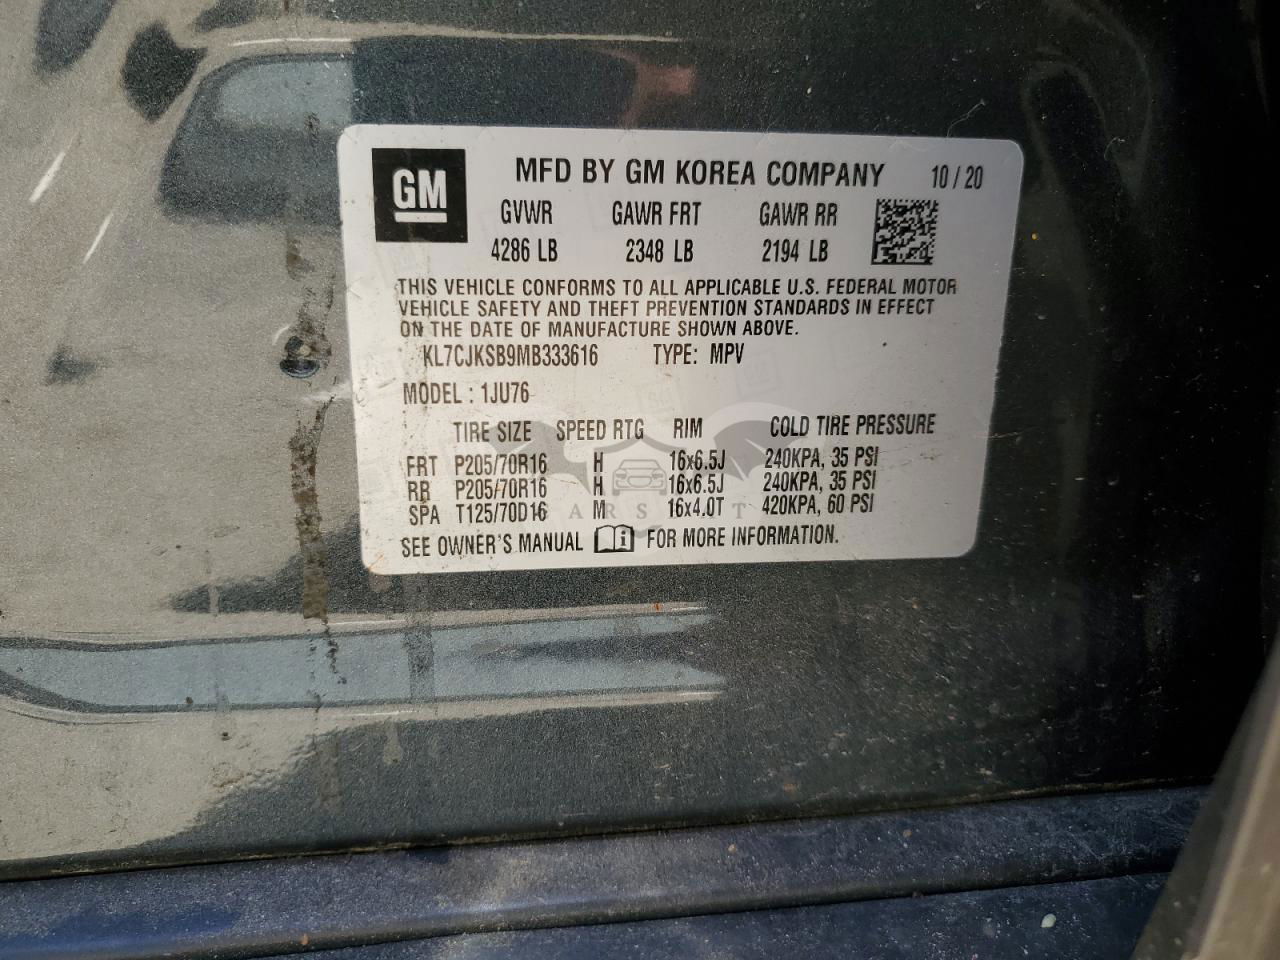 GM MFD BY GM KOREA COMPANY 10 / 20
GVWR GAWR FRT GAWR RR
4286 LB 2348 LB 2194 LB
THIS VEHICLE CONFORMS TO ALL APPLICABLE U.S. FEDERAL MOTOR
VEHICLE SAFETY AND THEFT PREVENTION STANDARDS IN EFFECT
ON THE DATE OF MANUFACTURE SHOWN ABOVE.
KL7CJKSB9MB333616 TYPE: MPV
MODEL : 1JU76
TIRE SIZE SPEED RTG RIM COLD TIRE PRESSURE
FRT P205/70R16 H 16x6.5J 240KPA, 35 PSI
RR P205/70R16 H 16x6.5J 240KPA, 35 PSI
SPA T125/70D16 M 16x4.0T 420KPA, 60 PSI
SEE OWNER'S MANUAL i FOR MORE INFORMATION.